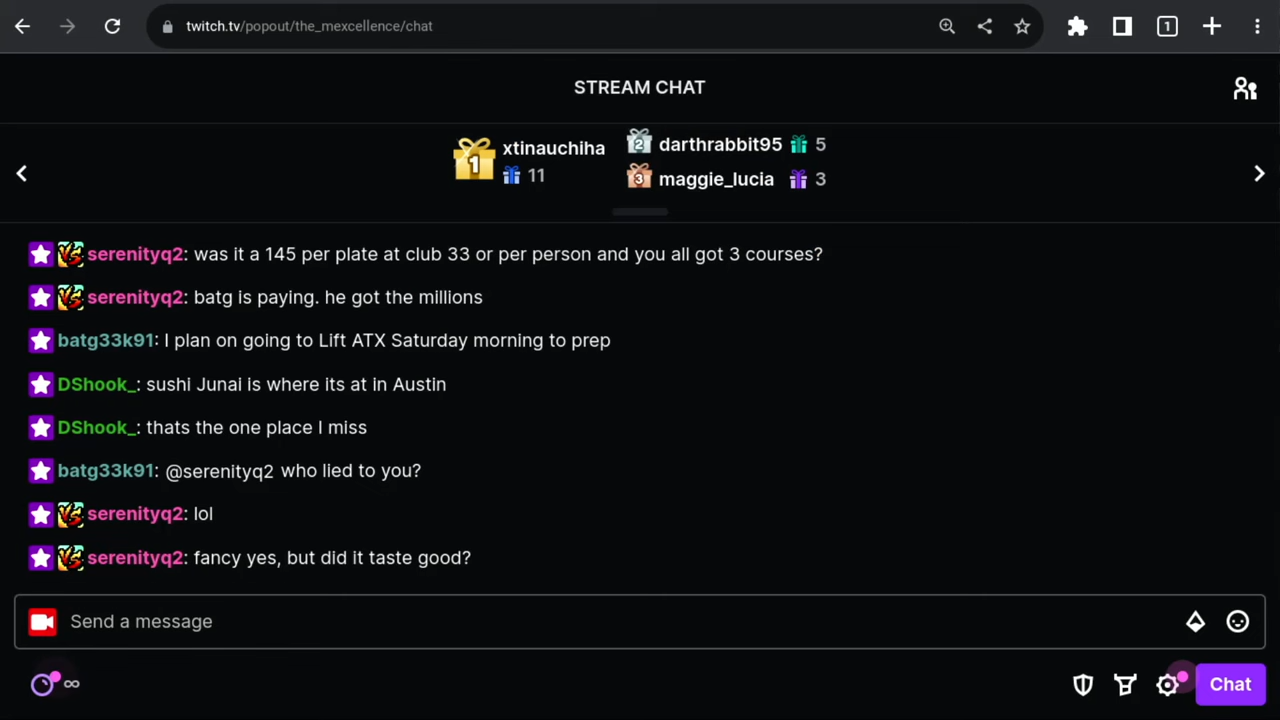 twitch.tv/popout/the_mexcellence/chat
1
STREAM CHAT
1 xtinauchiha 11
2 darthrabbit95 5
3 maggie_lucia 3
serenityq2: was it a 145 per plate at club 33 or per person and you all got 3 courses?
serenityq2: batg is paying. he got the millions
batg33k91: I plan on going to Lift ATX Saturday morning to prep
DShook_: sushi Junai is where its at in Austin
DShook_: thats the one place I miss
batg33k91: @serenityq2 who lied to you?
serenityq2: lol
serenityq2: fancy yes, but did it taste good?
Send a message
∞
Chat